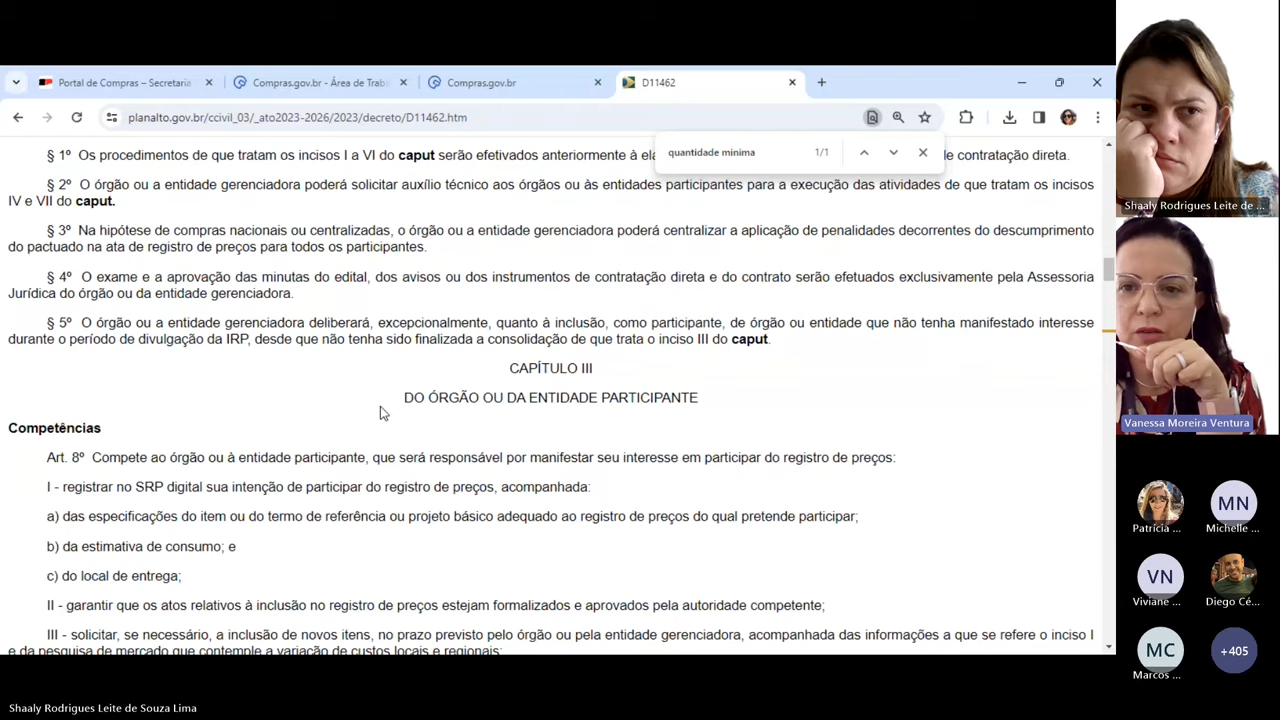 Portal de Compras – Secretaria
Compras.gov.br - Área de Trab
Compras.gov.br
D11462
planalto.gov.br/ccivil_03/_ato2023-2026/2023/decreto/D11462.htm
quantidade minima 1/1
§ 1º Os procedimentos de que tratam os incisos I a VI do caput serão efetivados anteriormente à ela de contratação direta.
§ 2º O órgão ou a entidade gerenciadora poderá solicitar auxílio técnico aos órgãos ou às entidades participantes para a execução das atividades de que tratam os incisos
IV e VII do caput.
§ 3º Na hipótese de compras nacionais ou centralizadas, o órgão ou a entidade gerenciadora poderá centralizar a aplicação de penalidades decorrentes do descumprimento
do pactuado na ata de registro de preços para todos os participantes.
§ 4º O exame e a aprovação das minutas do edital, dos avisos ou dos instrumentos de contratação direta e do contrato serão efetuados exclusivamente pela Assessoria
Jurídica do órgão ou da entidade gerenciadora.
§ 5º O órgão ou a entidade gerenciadora deliberará, excepcionalmente, quanto à inclusão, como participante, de órgão ou entidade que não tenha manifestado interesse
durante o período de divulgação da IRP, desde que não tenha sido finalizada a consolidação de que trata o inciso III do caput.
CAPÍTULO III
DO ÓRGÃO OU DA ENTIDADE PARTICIPANTE
Competências
Art. 8º Compete ao órgão ou à entidade participante, que será responsável por manifestar seu interesse em participar do registro de preços:
I - registrar no SRP digital sua intenção de participar do registro de preços, acompanhada:
a) das especificações do item ou do termo de referência ou projeto básico adequado ao registro de preços do qual pretende participar;
b) da estimativa de consumo; e
c) do local de entrega;
II - garantir que os atos relativos à inclusão no registro de preços estejam formalizados e aprovados pela autoridade competente;
III - solicitar, se necessário, a inclusão de novos itens, no prazo previsto pelo órgão ou pela entidade gerenciadora, acompanhada das informações a que se refere o inciso I
e da pesquisa de mercado que contemple a variação de custos locais e regionais;
Shaaly Rodrigues Leite de ...
Vanessa Moreira Ventura
Patrícia ...
MN
Michelle ...
VN
Viviane ...
Diego Cé...
MC
Marcos ...
+405
Shaaly Rodrigues Leite de Souza Lima